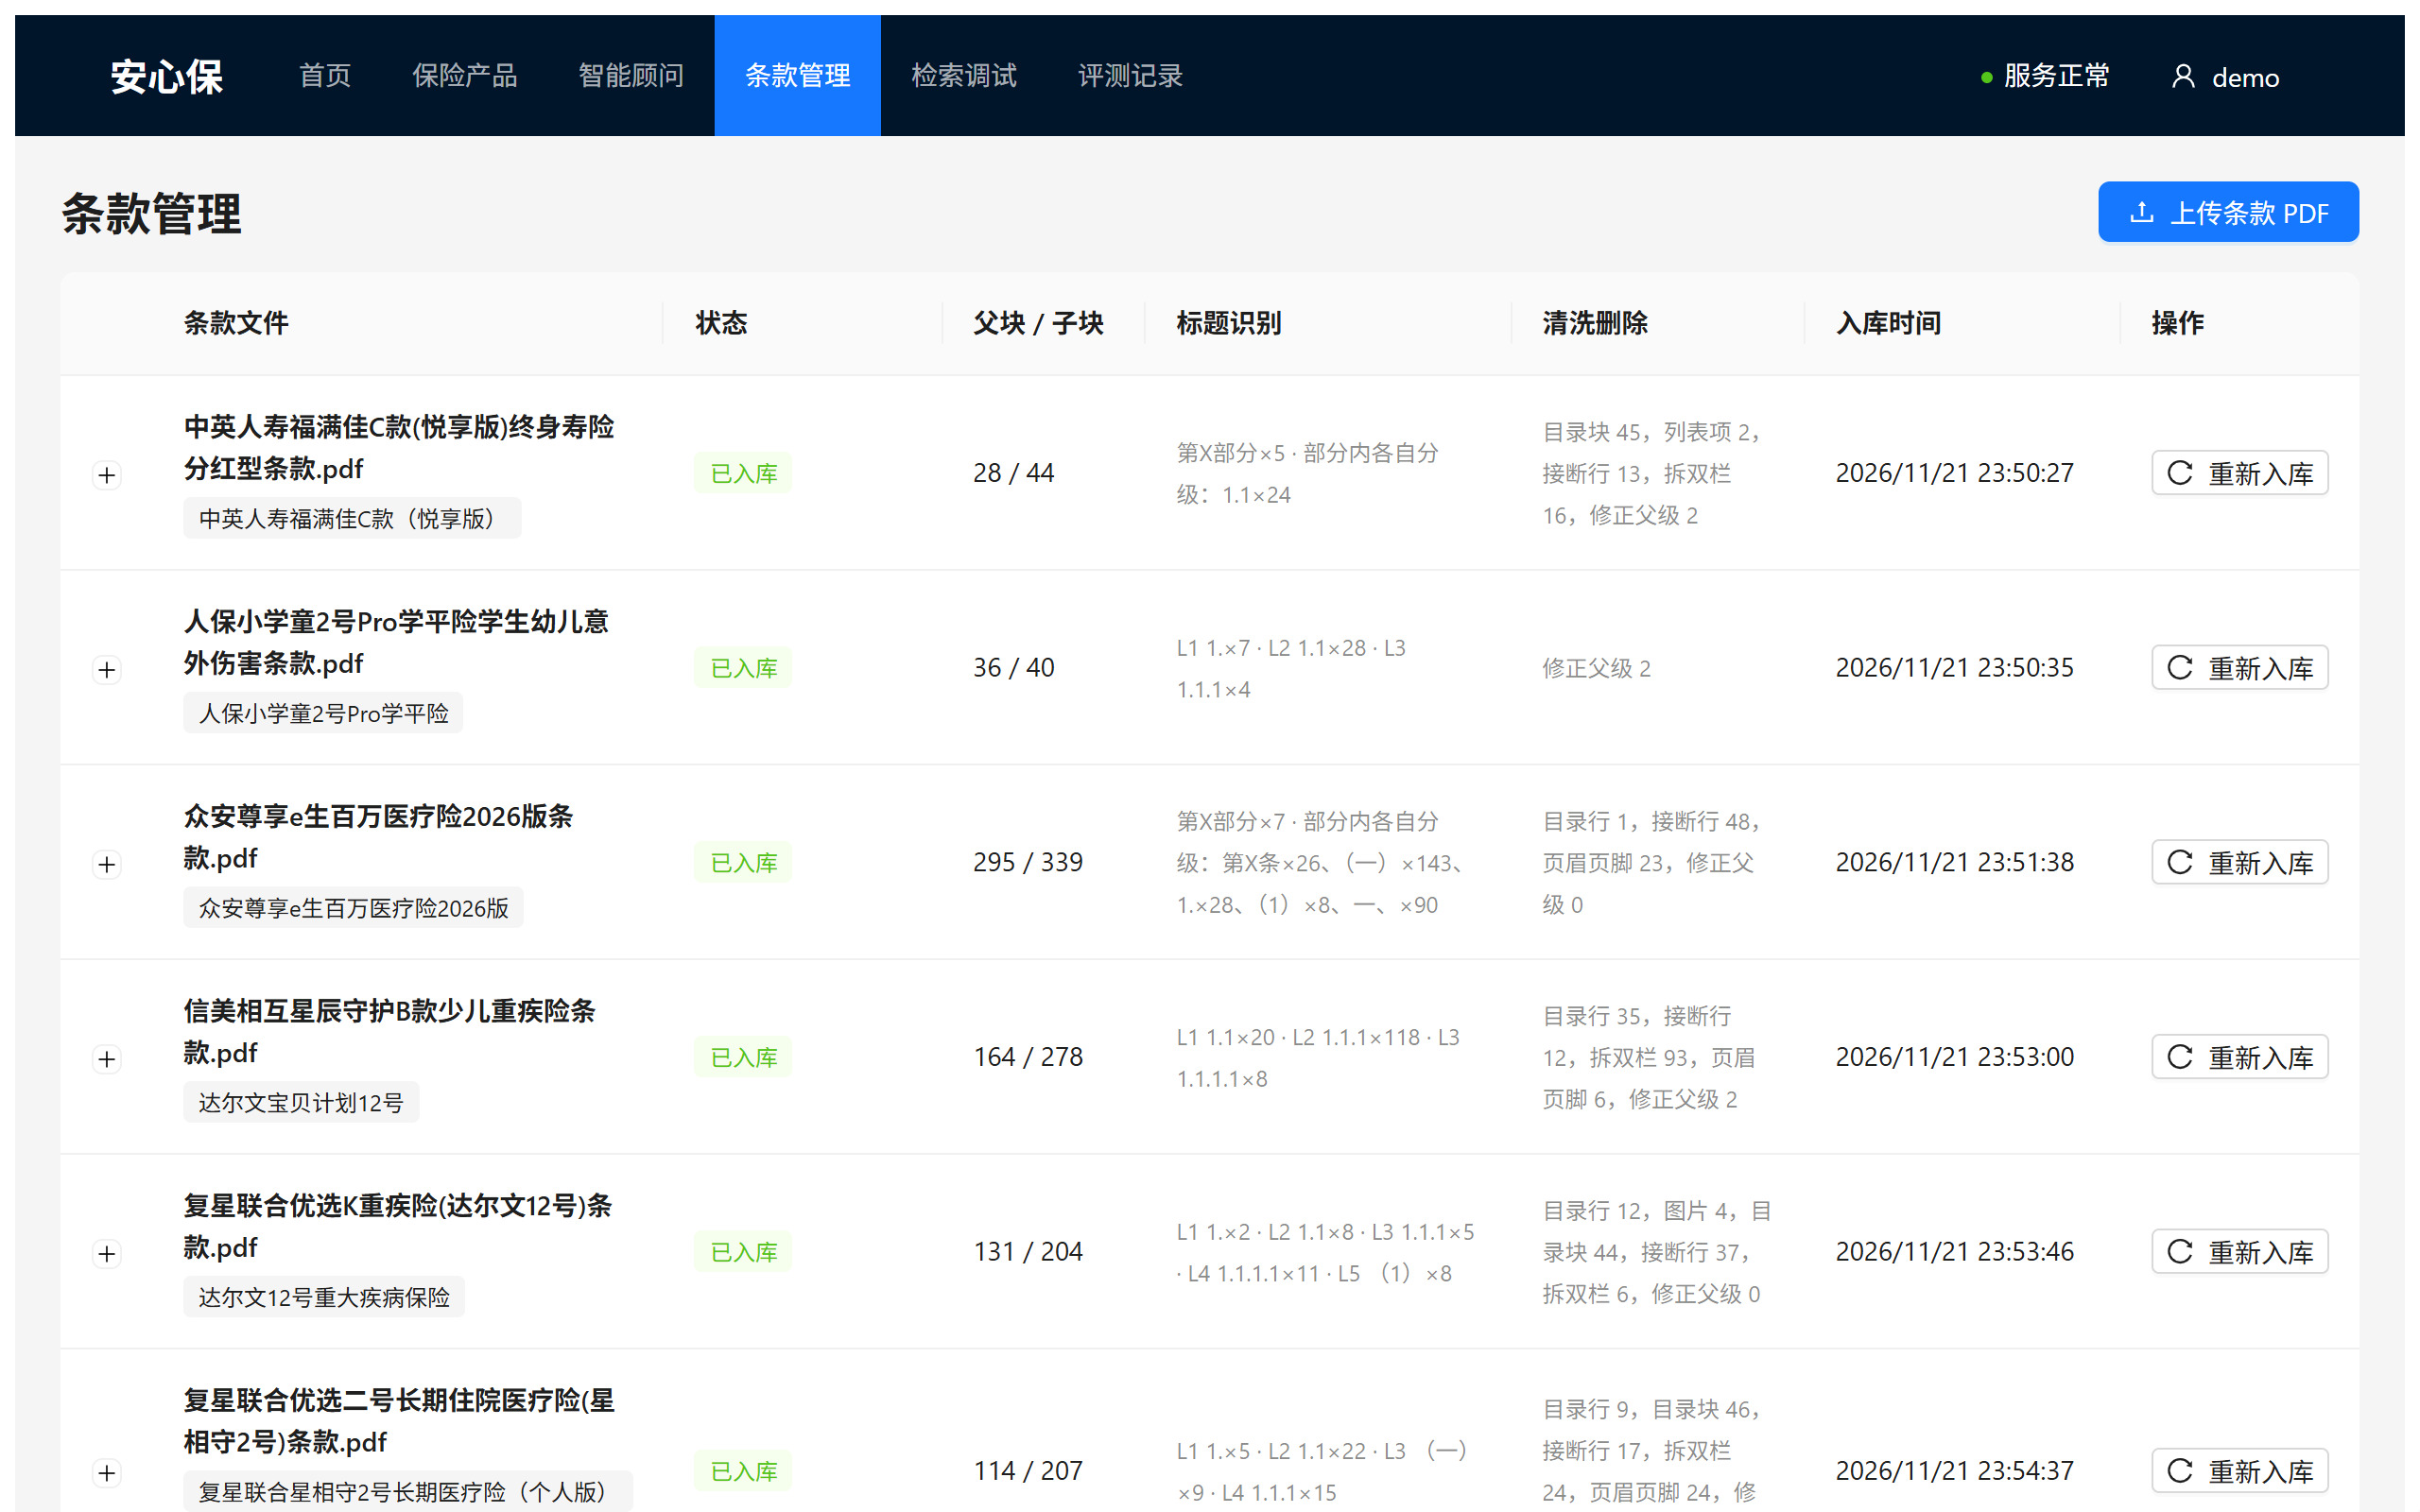 安心保 首页 保险产品 智能顾问 条款管理 检索调试 评测记录 服务正常 demo
条款管理
上传条款 PDF
条款文件 状态 父块 / 子块 标题识别 清洗删除 入库时间 操作
中英人寿福满佳C款(悦享版)终身寿险
分红型条款.pdf
中英人寿福满佳C款（悦享版）
已入库
28 / 44
第X部分×5 · 部分内各自分
级：1.1×24
目录块 45，列表项 2，
接断行 13，拆双栏
16，修正父级 2
2026/11/21 23:50:27
重新入库
人保小学童2号Pro学平险学生幼儿意
外伤害条款.pdf
人保小学童2号Pro学平险
已入库
36 / 40
L1 1.×7 · L2 1.1×28 · L3
1.1.1×4
修正父级 2
2026/11/21 23:50:35
重新入库
众安尊享e生百万医疗险2026版条
款.pdf
众安尊享e生百万医疗险2026版
已入库
295 / 339
第X部分×7 · 部分内各自分
级：第X条×26、（一）×143、
1.×28、（1）×8、一、×90
目录行 1，接断行 48，
页眉页脚 23，修正父
级 0
2026/11/21 23:51:38
重新入库
信美相互星辰守护B款少儿重疾险条
款.pdf
达尔文宝贝计划12号
已入库
164 / 278
L1 1.1×20 · L2 1.1.1×118 · L3
1.1.1.1×8
目录行 35，接断行
12，拆双栏 93，页眉
页脚 6，修正父级 2
2026/11/21 23:53:00
重新入库
复星联合优选K重疾险(达尔文12号)条
款.pdf
达尔文12号重大疾病保险
已入库
131 / 204
L1 1.×2 · L2 1.1×8 · L3 1.1.1×5
· L4 1.1.1.1×11 · L5 （1）×8
目录行 12，图片 4，目
录块 44，接断行 37，
拆双栏 6，修正父级 0
2026/11/21 23:53:46
重新入库
复星联合优选二号长期住院医疗险(星
相守2号)条款.pdf
复星联合星相守2号长期医疗险（个人版）
已入库
114 / 207
L1 1.×5 · L2 1.1×22 · L3 （一）
×9 · L4 1.1.1×15
目录行 9，目录块 46，
接断行 17，拆双栏
24，页眉页脚 24，修
2026/11/21 23:54:37
重新入库